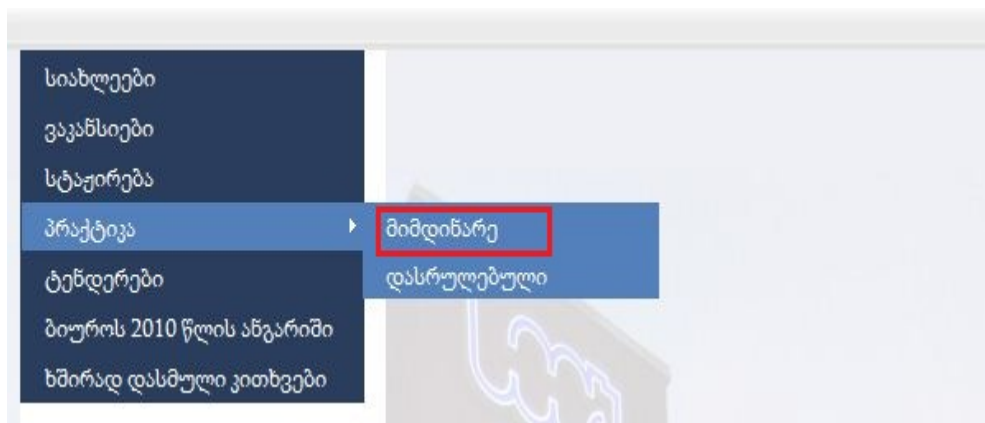 სიახლეები
ვაკანსიები
სტაჟირება
პრაქტიკა
მიმდინარე
ტენდერები
დასრულებული
ბიუროს 2010 წლის ანგარიში
ხშირად დასმული კითხვები